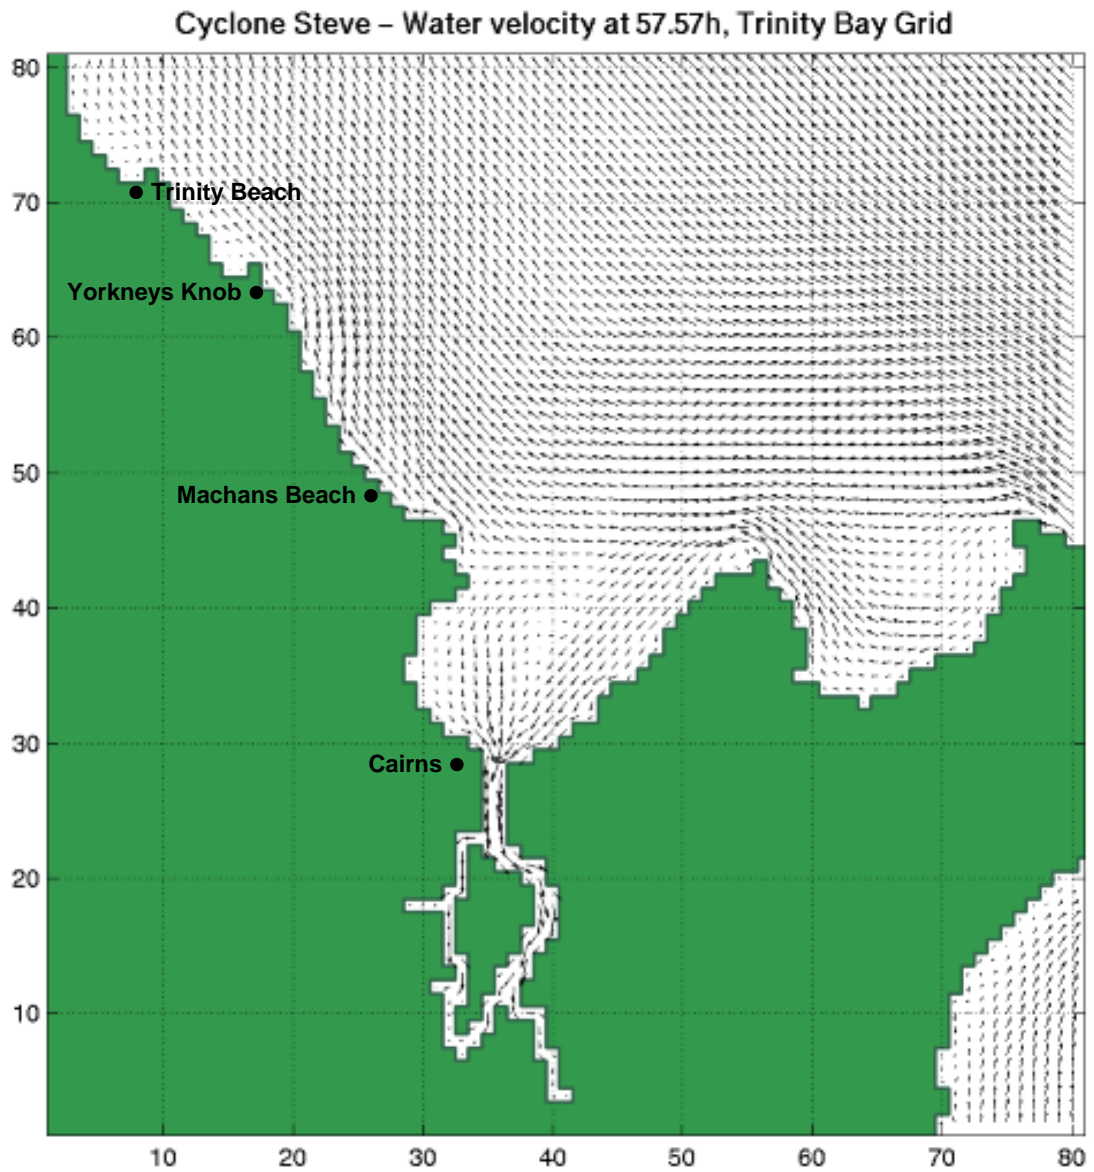 Cyclone Steve – Water velocity at 57.57h, Trinity Bay Grid
80
70
Trinity Beach
Yorkneys Knob
60
50
Machans Beach
40
30
Cairns
20
10
10 20 30 40 50 60 70 80